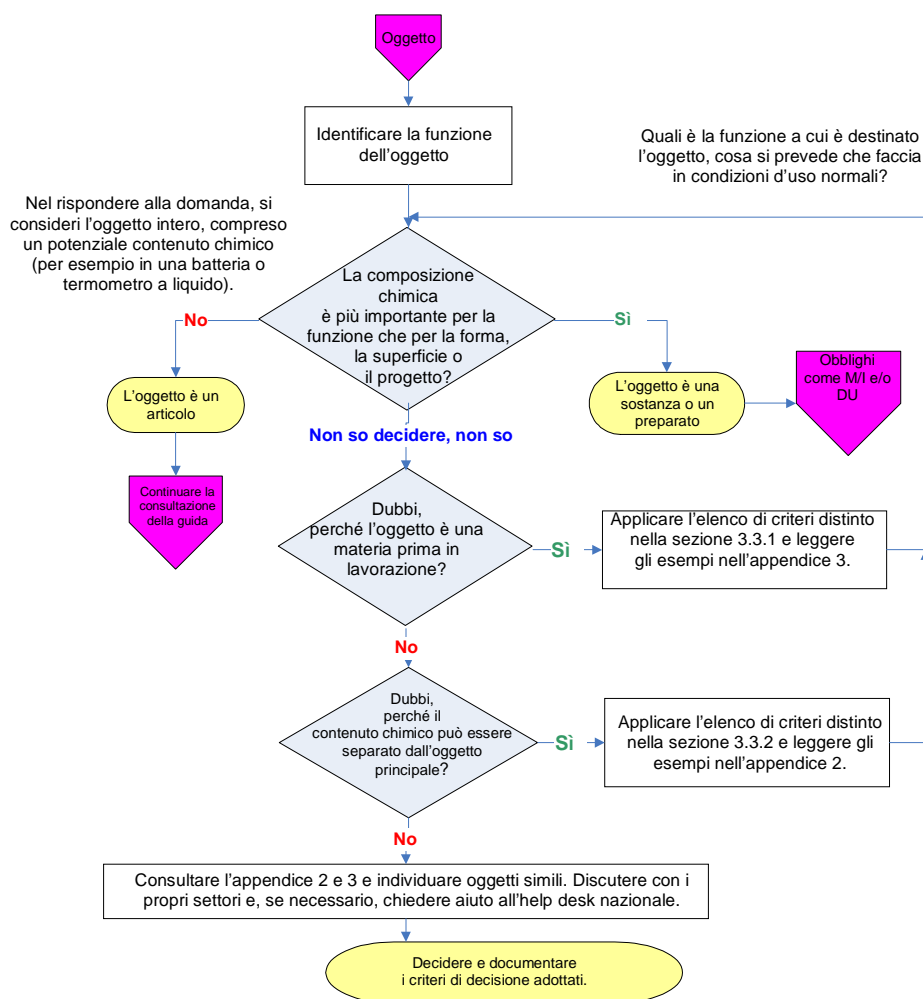 Oggetto
Identificare la funzione
dell'oggetto
Quali è la funzione a cui è destinato
l'oggetto, cosa si prevede che faccia
in condizioni d'uso normali?
Nel rispondere alla domanda, si
consideri l'oggetto intero, compreso
un potenziale contenuto chimico
(per esempio in una batteria o
termometro a liquido).
La composizione
chimica
è più importante per la
funzione che per la forma,
la superficie o
il progetto?
No
Sì
L'oggetto è un
articolo
L'oggetto è una
sostanza o un
preparato
Obblighi
come M/I e/o
DU
Non so decidere, non so
Continuare la
consultazione
della guida
Dubbi,
perché l'oggetto è una
materia prima in
lavorazione?
Sì
Applicare l'elenco di criteri distinto
nella sezione 3.3.1 e leggere
gli esempi nell'appendice 3.
No
Dubbi,
perché il
contenuto chimico può essere
separato dall'oggetto
principale?
Sì
Applicare l'elenco di criteri distinto
nella sezione 3.3.2 e leggere gli
esempi nell'appendice 2.
No
Consultare l'appendice 2 e 3 e individuare oggetti simili. Discutere con i
propri settori e, se necessario, chiedere aiuto all'help desk nazionale.
Decidere e documentare
i criteri di decisione adottati.